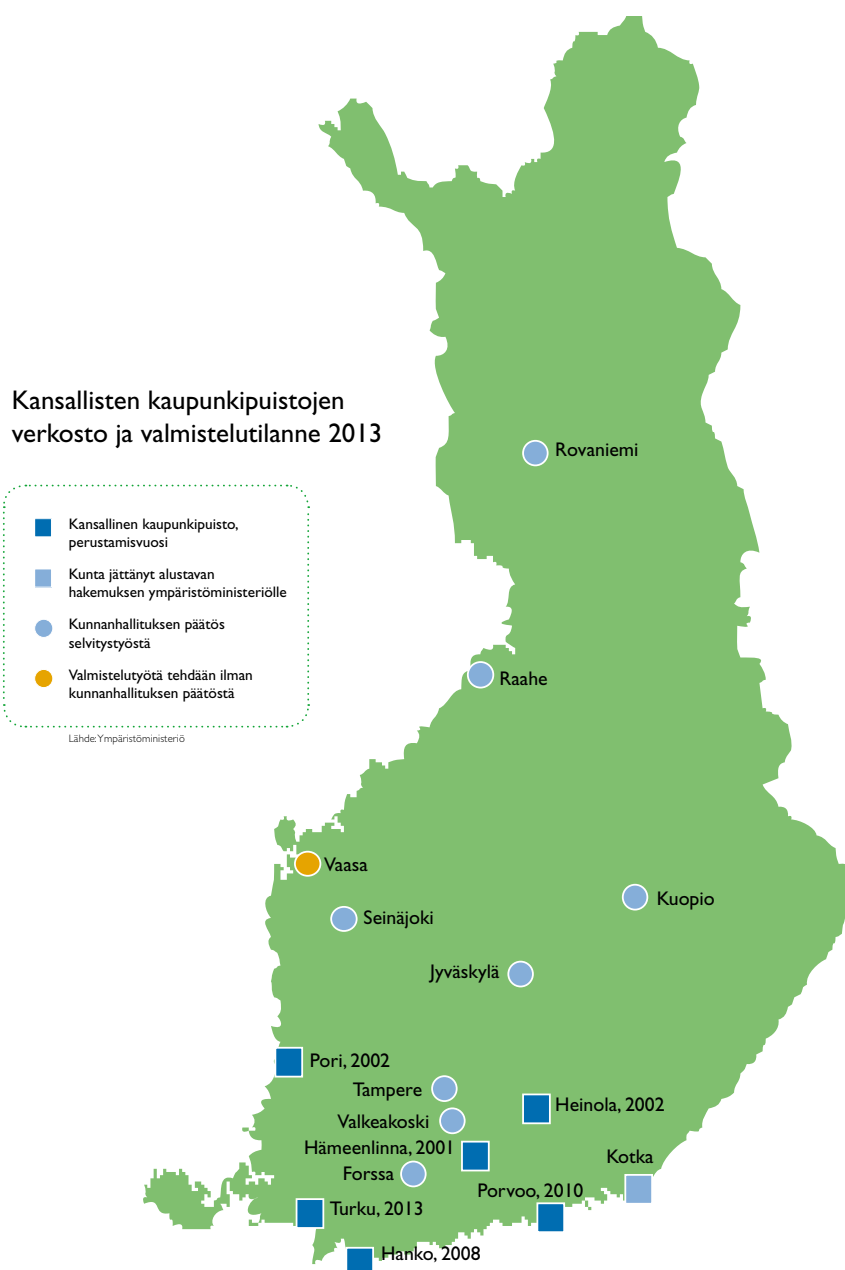 Kansallisten kaupunkipuistojen
verkosto ja valmistelutilanne 2013
Kansallinen kaupunkipuisto,
perustamisvuosi
Kunta jättänyt alustavan
hakemuksen ympäristöministeriölle
Kunnanhallituksen päätös
selvitystyöstä
Valmistelutyötä tehdään ilman
kunnanhallituksen päätöstä
Lähde: Ympäristöministeriö
Rovaniemi
Raahe
Vaasa
Kuopio
Seinäjoki
Jyväskylä
Pori, 2002
Tampere
Heinola, 2002
Valkeakoski
Hämeenlinna, 2001
Kotka
Forssa
Porvoo, 2010
Turku, 2013
Hanko, 2008